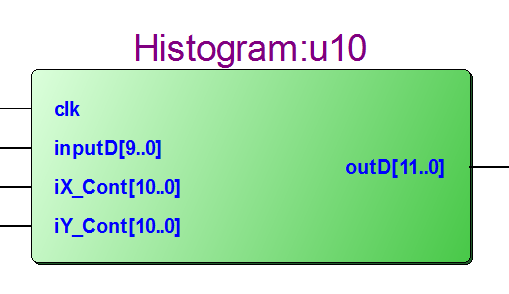 Histogram:u10
clk
inputD[9..0]
iX_Cont[10..0]
iY_Cont[10..0]
outD[11..0]